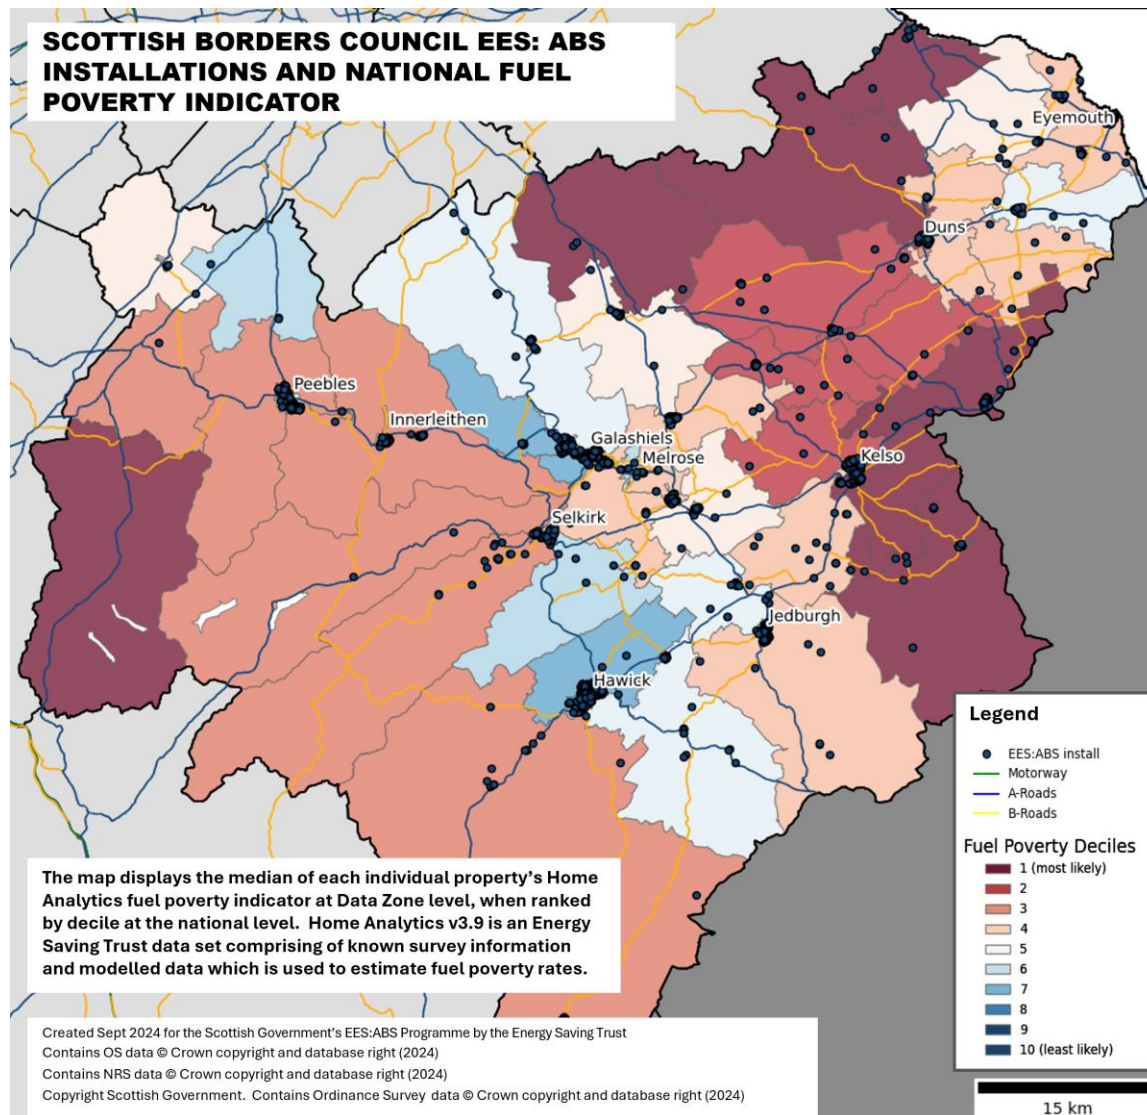 SCOTTISH BORDERS COUNCIL EES: ABS
INSTALLATIONS AND NATIONAL FUEL
POVERTY INDICATOR
Eyemouth
Duns
Peebles
Innerleithen
Galashiels
Melrose
Kelso
Selkirk
Jedburgh
Hawick
Legend
EES:ABS install
Motorway
A-Roads
B-Roads
Fuel Poverty Deciles
1 (most likely)
2
3
4
5
6
7
8
9
10 (least likely)
The map displays the median of each individual property's Home
Analytics fuel poverty indicator at Data Zone level, when ranked
by decile at the national level. Home Analytics v3.9 is an Energy
Saving Trust data set comprising of known survey information
and modelled data which is used to estimate fuel poverty rates.
Created Sept 2024 for the Scottish Government's EES:ABS Programme by the Energy Saving Trust
Contains OS data © Crown copyright and database right (2024)
Contains NRS data © Crown copyright and database right (2024)
Copyright Scottish Government. Contains Ordinance Survey data © Crown copyright and database right (2024)
15 km